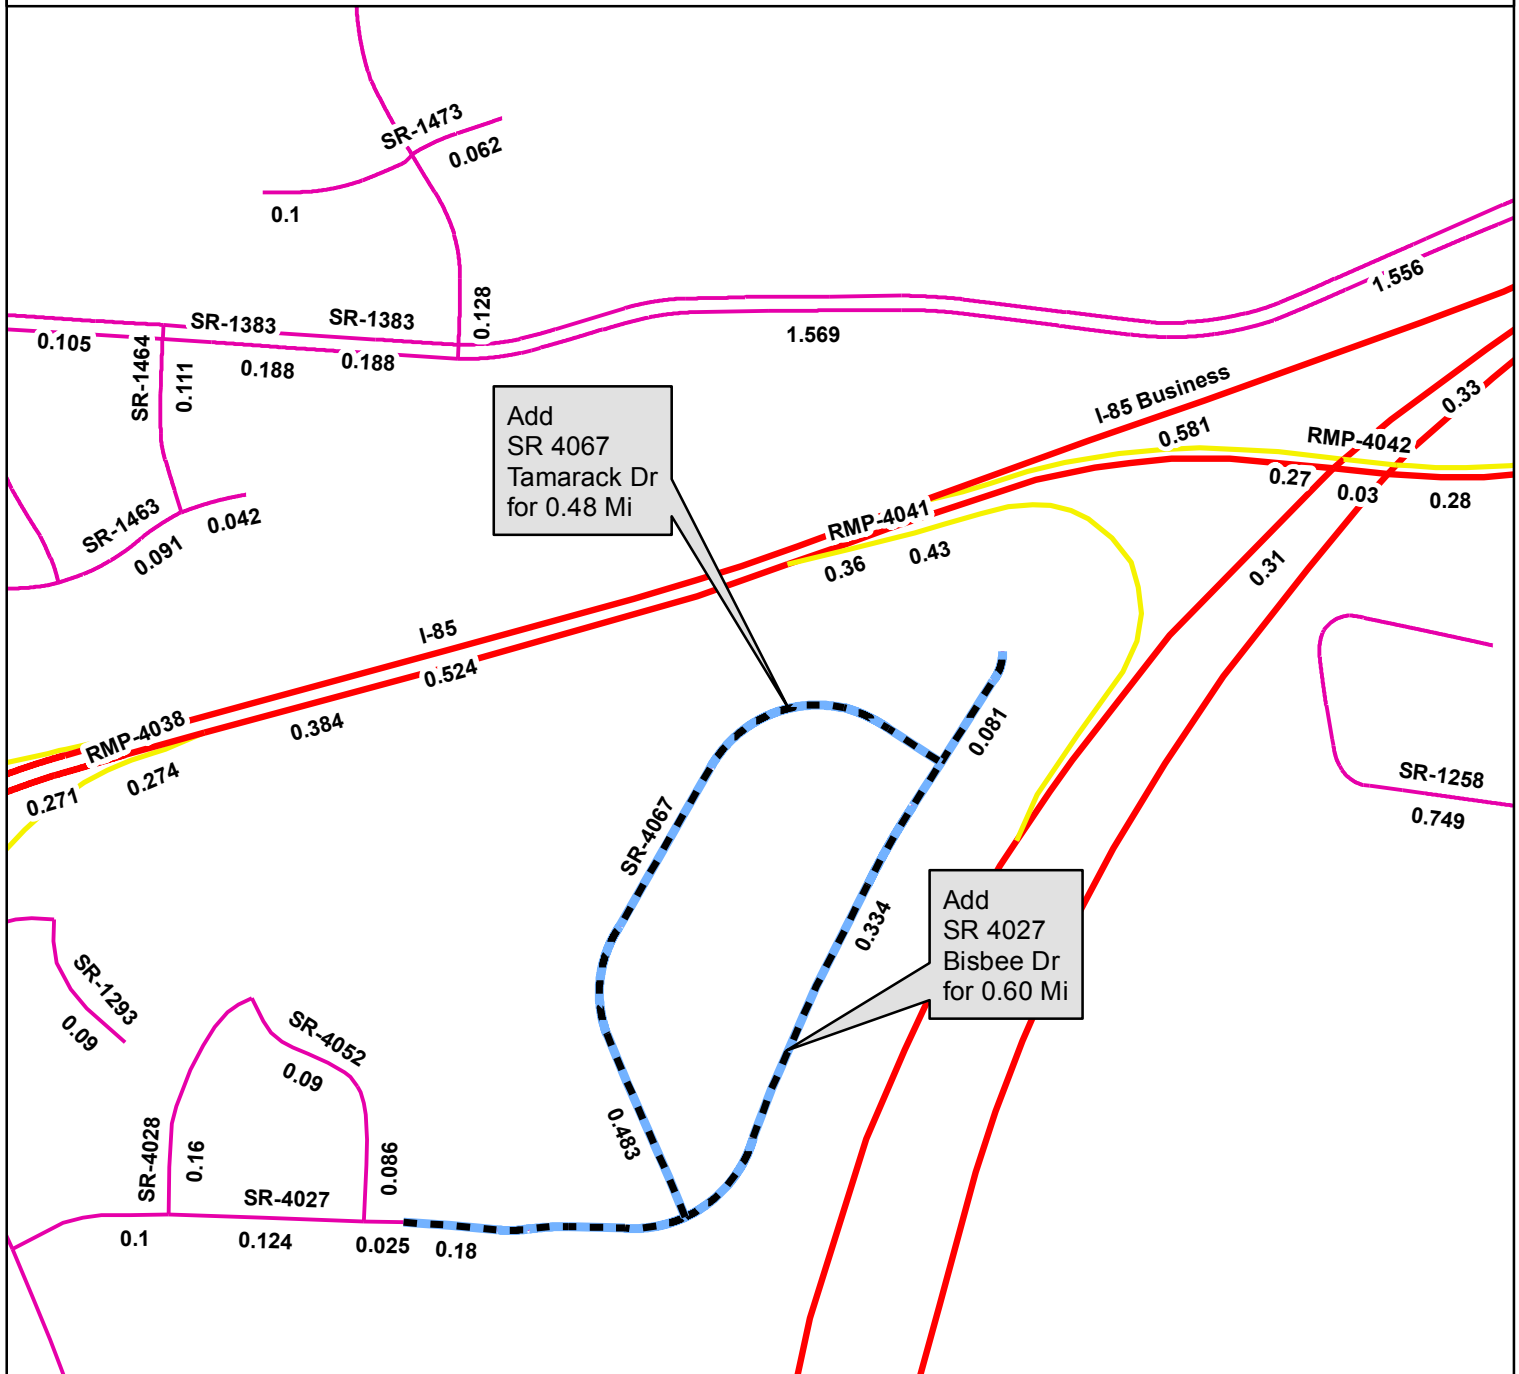 SR-1473
0.062
0.1
0.128
1.556
SR-1383
SR-1383
0.105
0.188
0.188
1.569
SR-1464
0.111
I-85 Business
0.581
0.33
RMP-4042
Add
SR 4067
Tamarack Dr
for 0.48 Mi
0.27
0.03
0.28
SR-1463
0.042
0.091
RMP-4041
0.36
0.43
0.31
I-85
0.524
RMP-4038
0.384
0.274
0.271
0.081
SR-1258
0.749
SR-4067
0.334
Add
SR 4027
Bisbee Dr
for 0.60 Mi
SR-1293
0.09
SR-4052
0.09
SR-4028
0.16
0.086
0.483
SR-4027
0.1
0.124
0.025
0.18